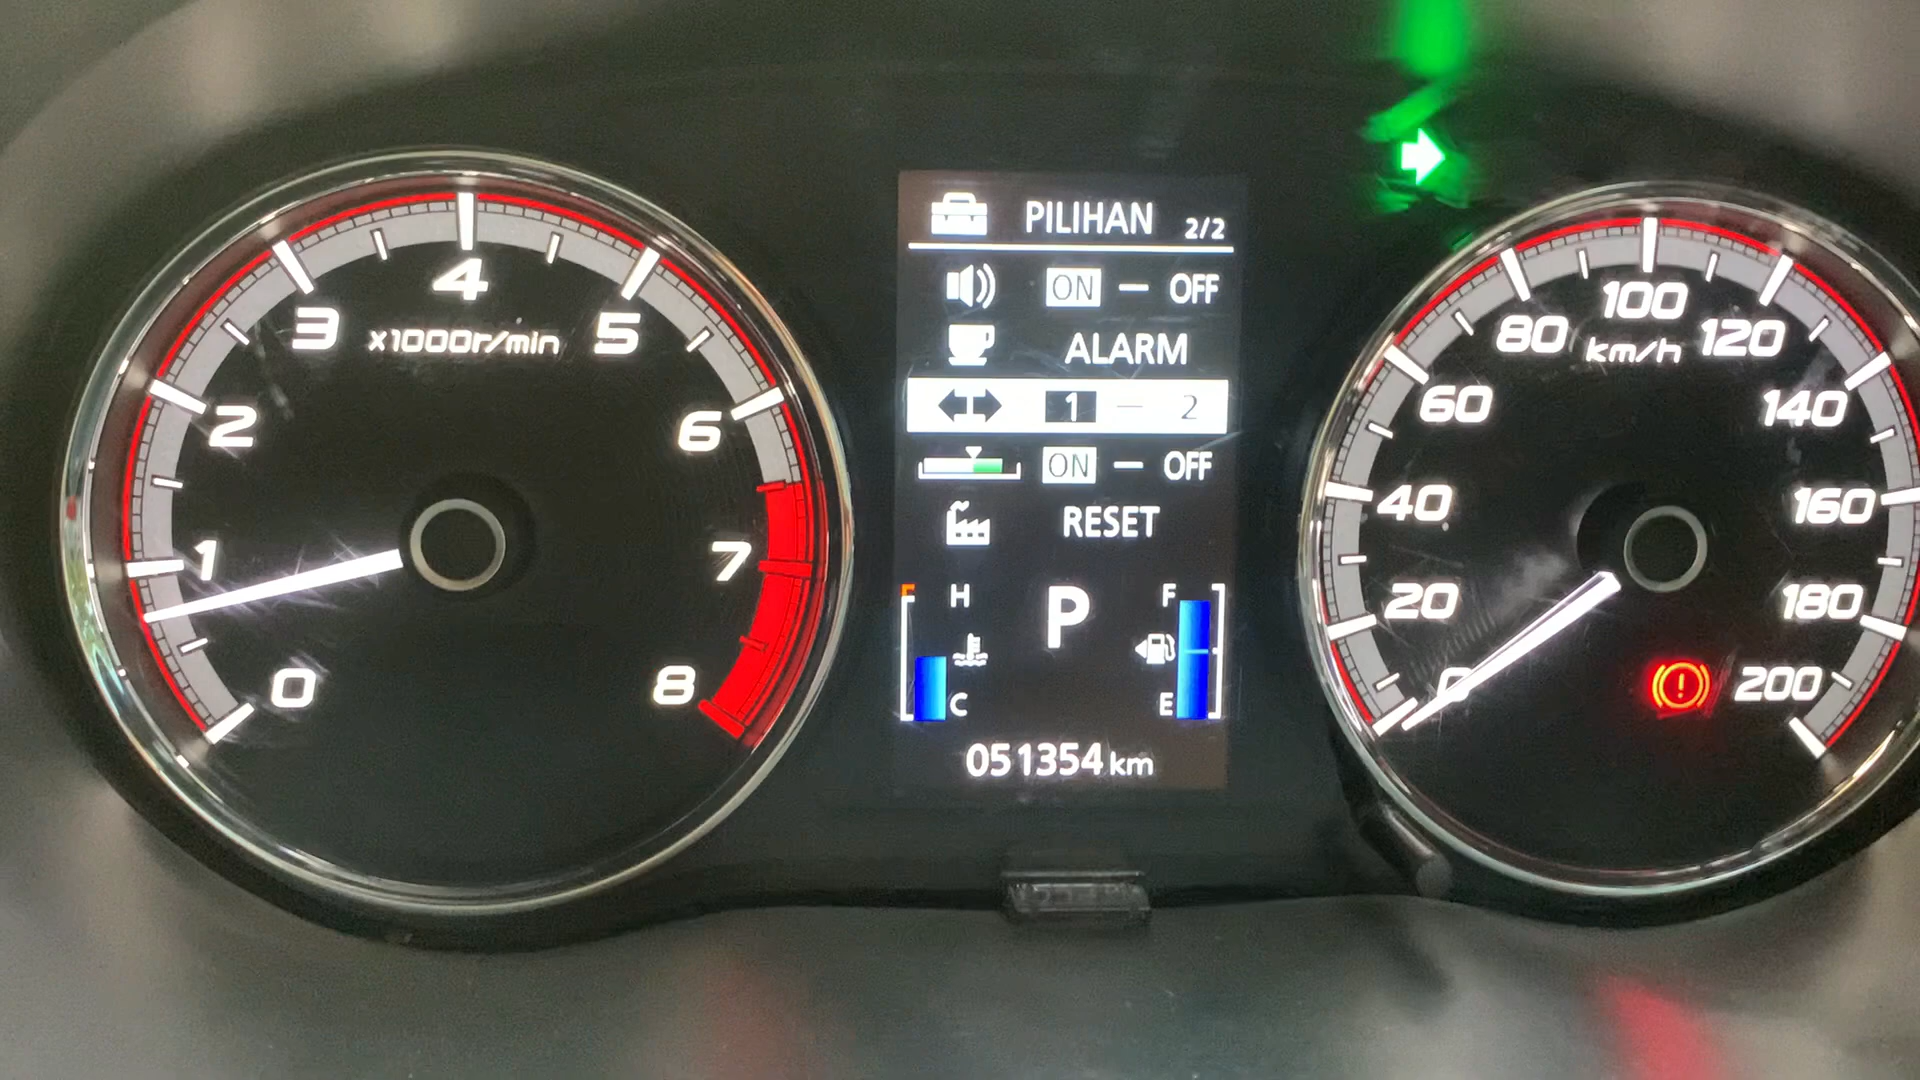 0
1
2
3
4
5
6
7
8
x1000r/min
PILIHAN 2/2
ON — OFF
ALARM
1 — 2
ON — OFF
RESET
H
C
P
F
E
051354 km
0
20
40
60
80
100
120
140
160
180
200
km/h